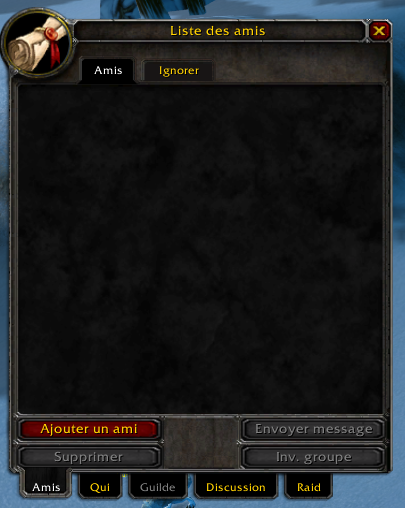 Liste des amis
Amis Ignorer
Ajouter un ami Envoyer message
Supprimer Inv. groupe
Amis Qui Guilde Discussion Raid